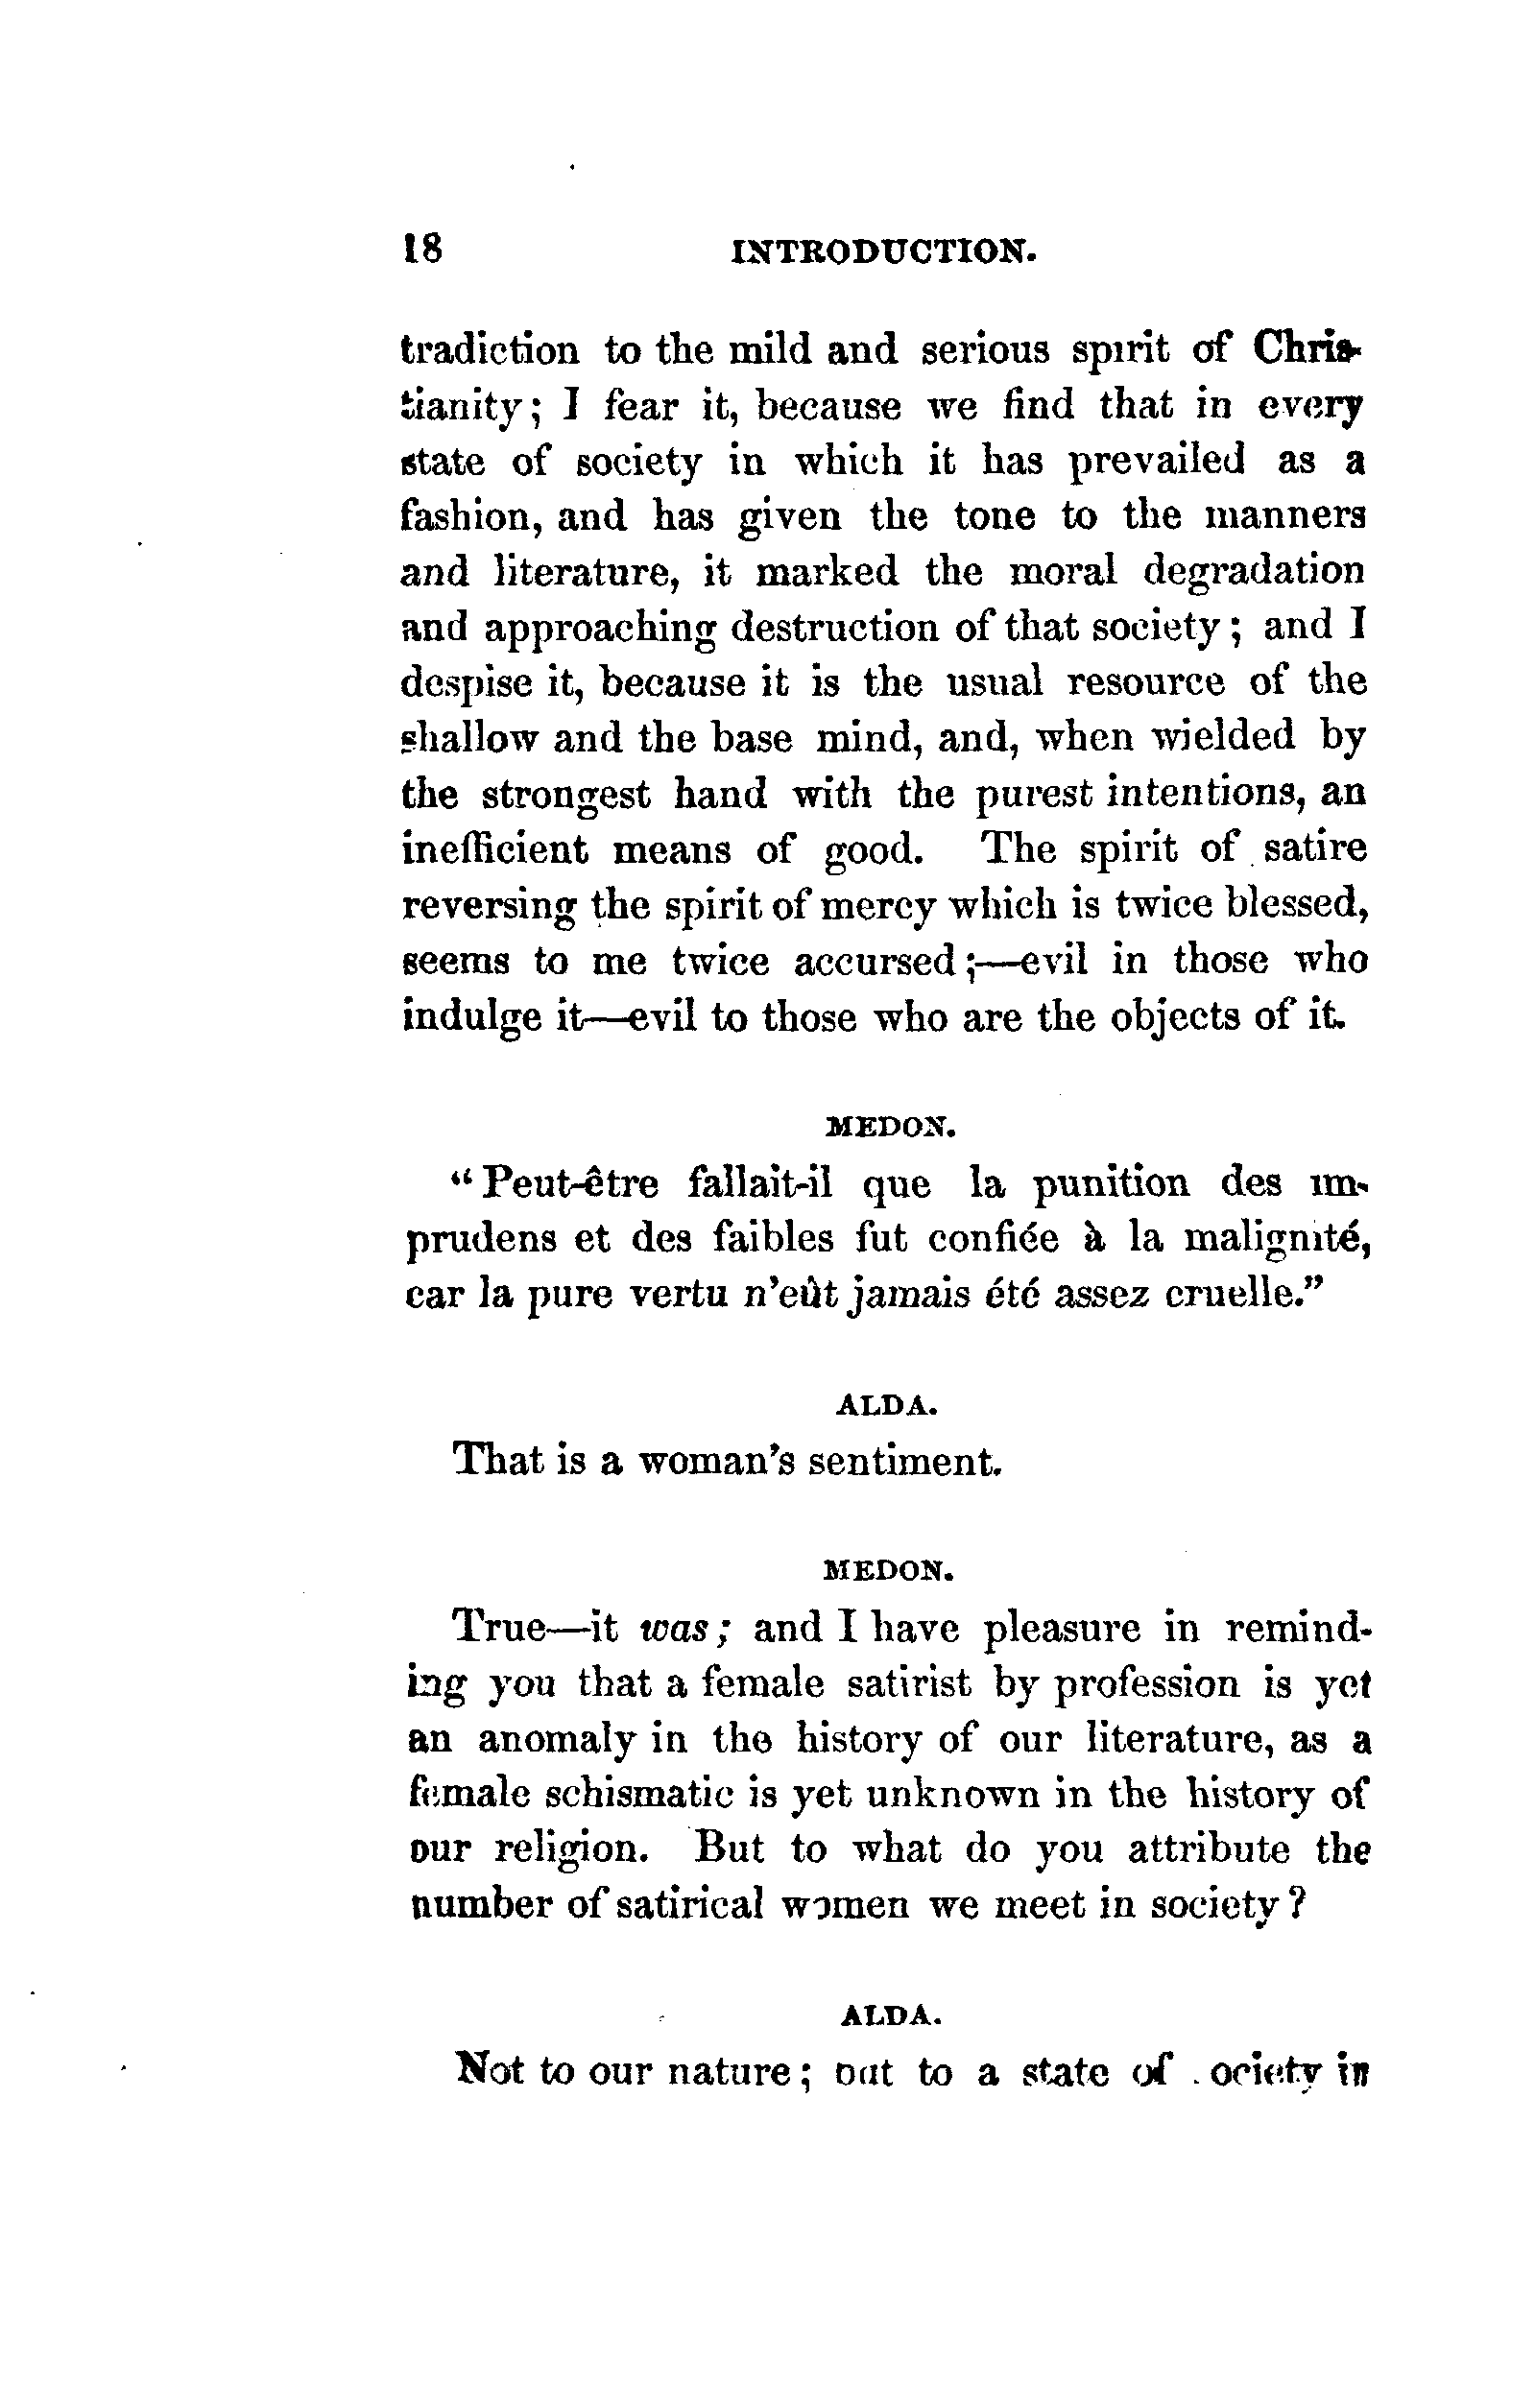 18 INTRODUCTION.
tradiction to the mild and serious spirit of Chris-
tianity; I fear it, because we find that in every
state of society in which it has prevailed as a
fashion, and has given the tone to the manners
and literature, it marked the moral degradation
and approaching destruction of that society; and I
despise it, because it is the usual resource of the
shallow and the base mind, and, when wielded by
the strongest hand with the purest intentions, an
inefficient means of good. The spirit of satire
reversing the spirit of mercy which is twice blessed,
seems to me twice accursed;—evil in those who
indulge it—evil to those who are the objects of it.
MEDON.
“Peut-être fallait-il que la punition des im-
prudens et des faibles fut confiée à la malignité,
car la pure vertu n'eût jamais été assez cruelle.”
ALDA.
That is a woman's sentiment.
MEDON.
True—it was; and I have pleasure in remind-
ing you that a female satirist by profession is yet
an anomaly in the history of our literature, as a
female schismatic is yet unknown in the history of
our religion. But to what do you attribute the
number of satirical women we meet in society?
ALDA.
Not to our nature; but to a state of society in